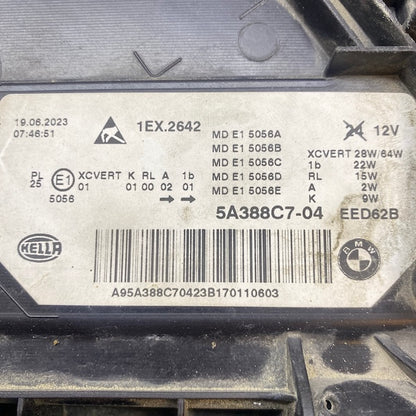 19.06.2023
07:46:51
1EX.2642
MD E1 5056A
MD E1 5056B
MD E1 5056C
MD E1 5056D
MD E1 5056E
24 12V
XCVERT 28W/64W
1b 22W
RL 15W
A 2W
K 9W
PL
25
E1
5056
XCVERT K RL A 1b
01 01 00 02 01
→ →
5A388C7-04 EED62B
HELLA
BMW
A95A388C70423B170110603